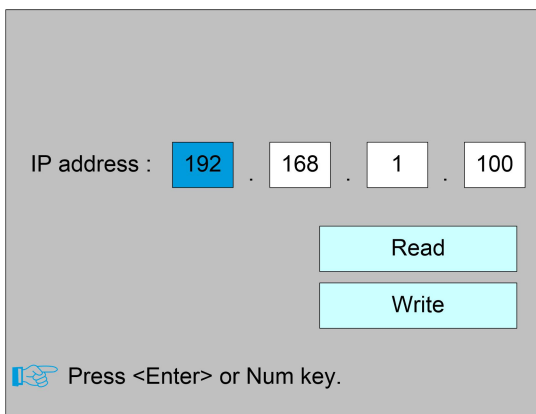 IP address : 192 . 168 . 1 . 100
Read
Write
Press <Enter> or Num key.